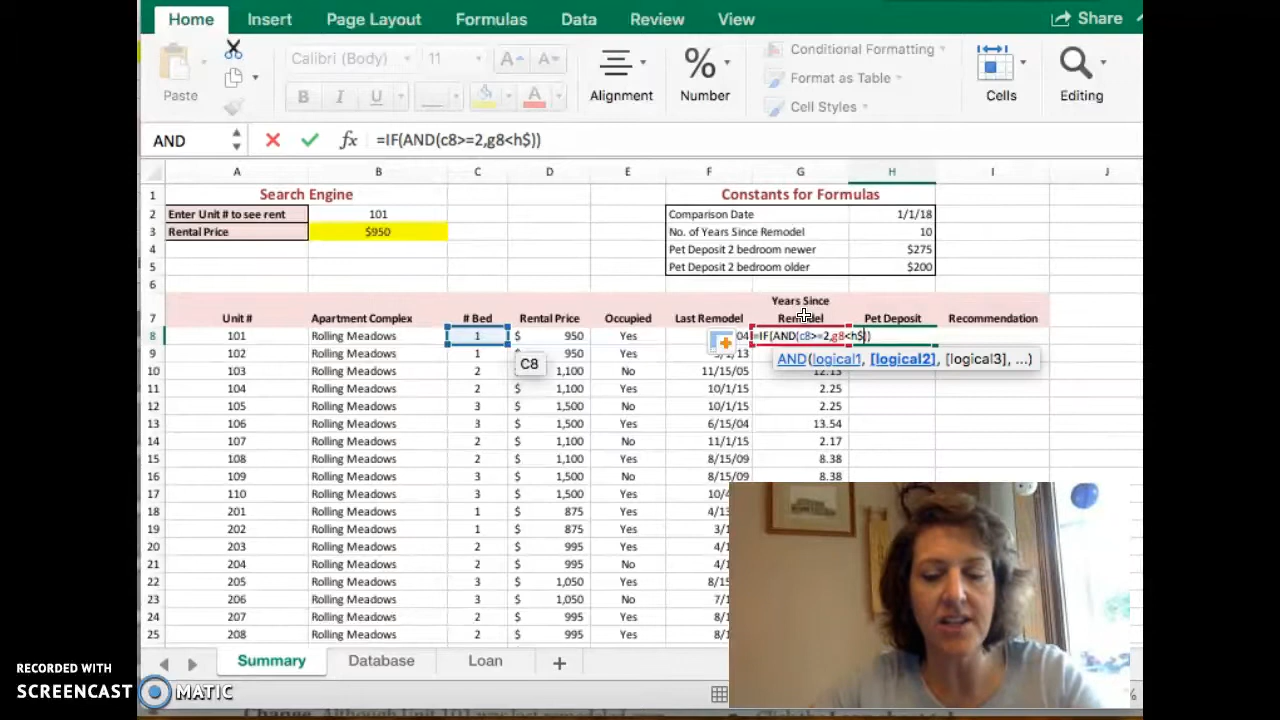 Home Insert Page Layout Formulas Data Review View Share
Calibri (Body) 11 A A % Conditional Formatting
Format as Table
Paste B I U A Alignment Number Cell Styles Cells Editing
AND fx =IF(AND(c8>=2,g8<h$))
A B C D E F G H I J
1 Search Engine Constants for Formulas
2 Enter Unit # to see rent 101 Comparison Date 1/1/18
3 Rental Price $950 No. of Years Since Remodel 10
4 Pet Deposit 2 bedroom newer $275
5 Pet Deposit 2 bedroom older $200
6
Years Since
7 Unit # Apartment Complex # Bed Rental Price Occupied Last Remodel Remodel Pet Deposit Recommendation
8 101 Rolling Meadows 1 $ 950 Yes 04 =IF(AND(c8>=2,g8<h$))
9 102 Rolling Meadows 1 $ 950 Yes /13 AND(logical1, [logical2], [logical3], ...)
C8
10 103 Rolling Meadows 2 $ 1,100 No 11/15/05 12.13
11 104 Rolling Meadows 2 $ 1,100 Yes 10/1/15 2.25
12 105 Rolling Meadows 3 $ 1,500 No 10/1/15 2.25
13 106 Rolling Meadows 3 $ 1,500 Yes 6/15/04 13.54
14 107 Rolling Meadows 2 $ 1,100 No 11/1/15 2.17
15 108 Rolling Meadows 2 $ 1,100 Yes 8/15/09 8.38
16 109 Rolling Meadows 3 $ 1,500 No 8/15/09 8.38
17 110 Rolling Meadows 3 $ 1,500 Yes 10/
18 201 Rolling Meadows 1 $ 875 Yes 4/13
19 202 Rolling Meadows 1 $ 875 Yes 3/1
20 203 Rolling Meadows 2 $ 995 Yes 4/1
21 204 Rolling Meadows 2 $ 995 No 4/1
22 205 Rolling Meadows 3 $ 1,050 Yes 8/15
23 206 Rolling Meadows 3 $ 1,050 No 7/1
24 207 Rolling Meadows 2 $ 995 Yes 8/1
25 208 Rolling Meadows 2 $ 995 Yes 8/1
Summary Database Loan +
RECORDED WITH
SCREENCAST MATIC